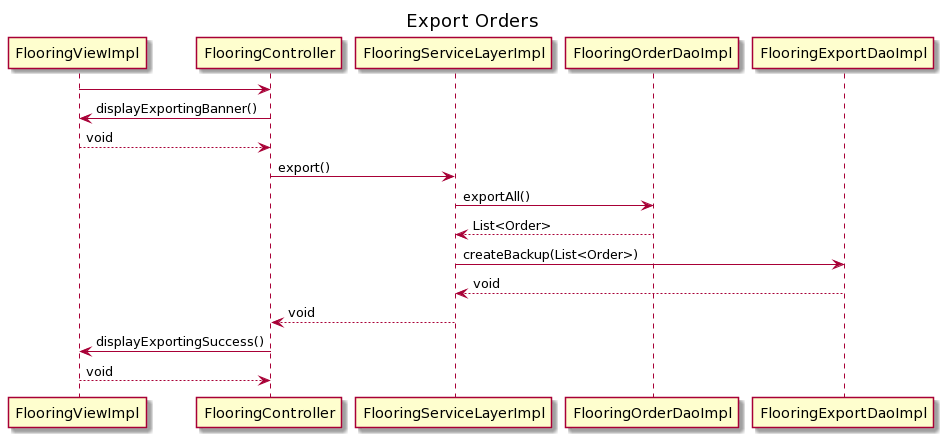 Export Orders
FlooringViewImpl FlooringController FlooringServiceLayerImpl FlooringOrderDaoImpl FlooringExportDaoImpl
displayExportingBanner()
void
export()
exportAll()
List<Order>
createBackup(List<Order>)
void
void
displayExportingSuccess()
void
FlooringViewImpl FlooringController FlooringServiceLayerImpl FlooringOrderDaoImpl FlooringExportDaoImpl